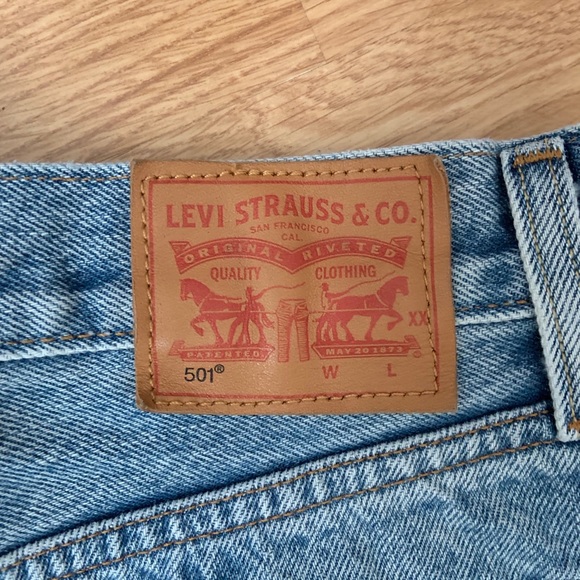 LEVI STRAUSS & CO.
SAN FRANCISCO
CAL.
ORIGINAL RIVETED
QUALITY CLOTHING
XX
PATENTED MAY 20 1873
501® W L